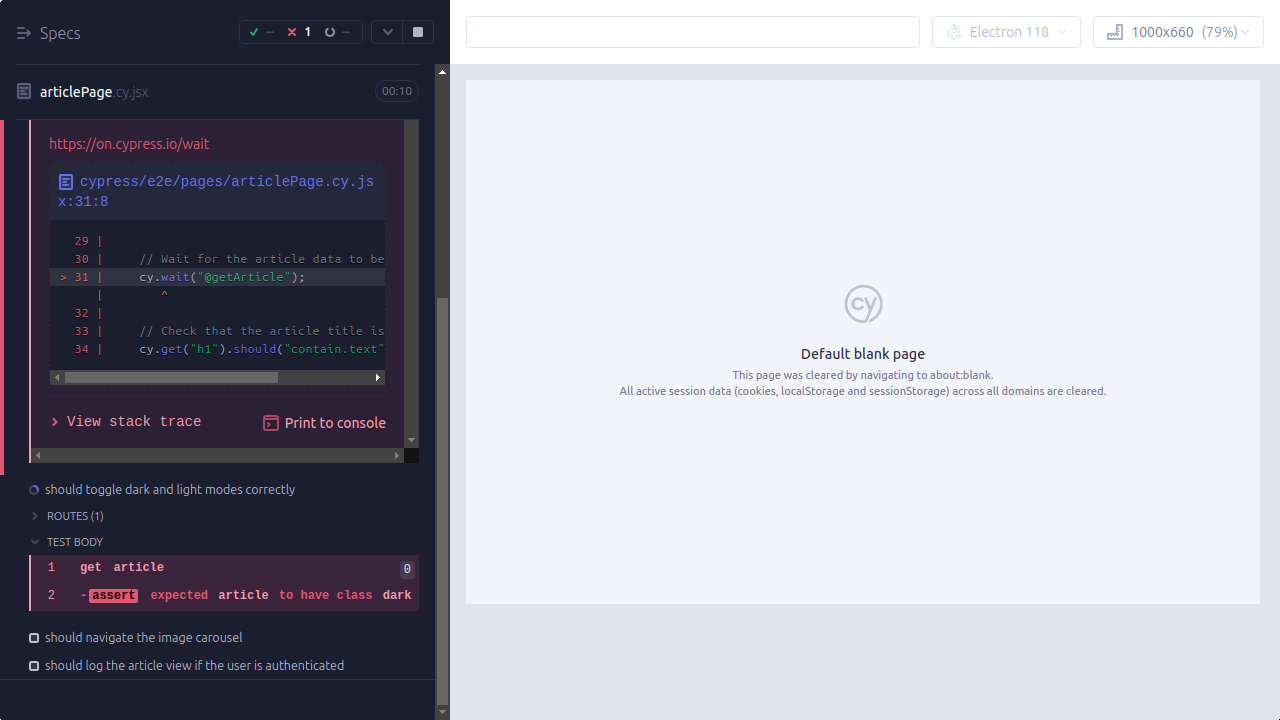 Specs
-- 1 --
Electron 118
1000x660 (79%)
articlePage.cy.jsx
00:10
https://on.cypress.io/wait
cypress/e2e/pages/articlePage.cy.js
x:31:8
29 |
30 | // Wait for the article data to be
> 31 | cy.wait("@getArticle");
| ^
32 |
33 | // Check that the article title is
34 | cy.get("h1").should("contain.text"
View stack trace
Print to console
should toggle dark and light modes correctly
ROUTES (1)
TEST BODY
1 get article 0
2 -assert expected article to have class dark
should navigate the image carousel
should log the article view if the user is authenticated
cy
Default blank page
This page was cleared by navigating to about:blank.
All active session data (cookies, localStorage and sessionStorage) across all domains are cleared.